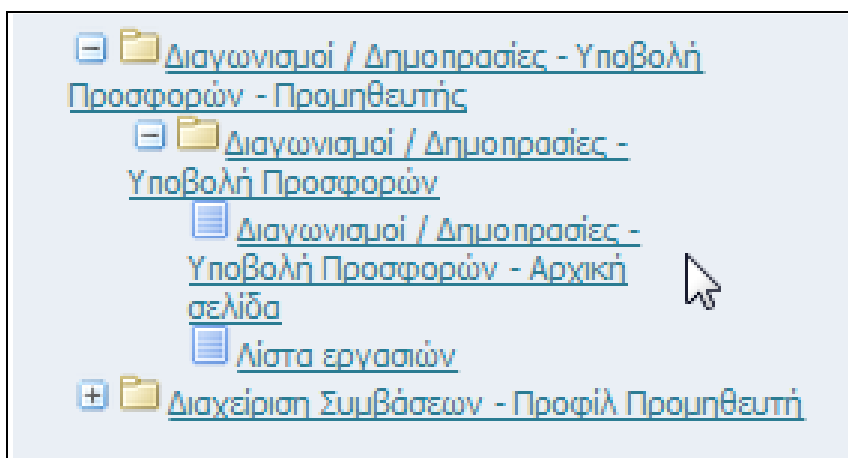 Διαγωνισμοί / Δημοπρασίες - Υποβολή
Προσφορών - Προμηθευτής
Διαγωνισμοί / Δημοπρασίες -
Υποβολή Προσφορών
Διαγωνισμοί / Δημοπρασίες -
Υποβολή Προσφορών - Αρχική
σελίδα
Λίστα εργασιών
Διαχείριση Συμβάσεων - Προφίλ Προμηθευτή